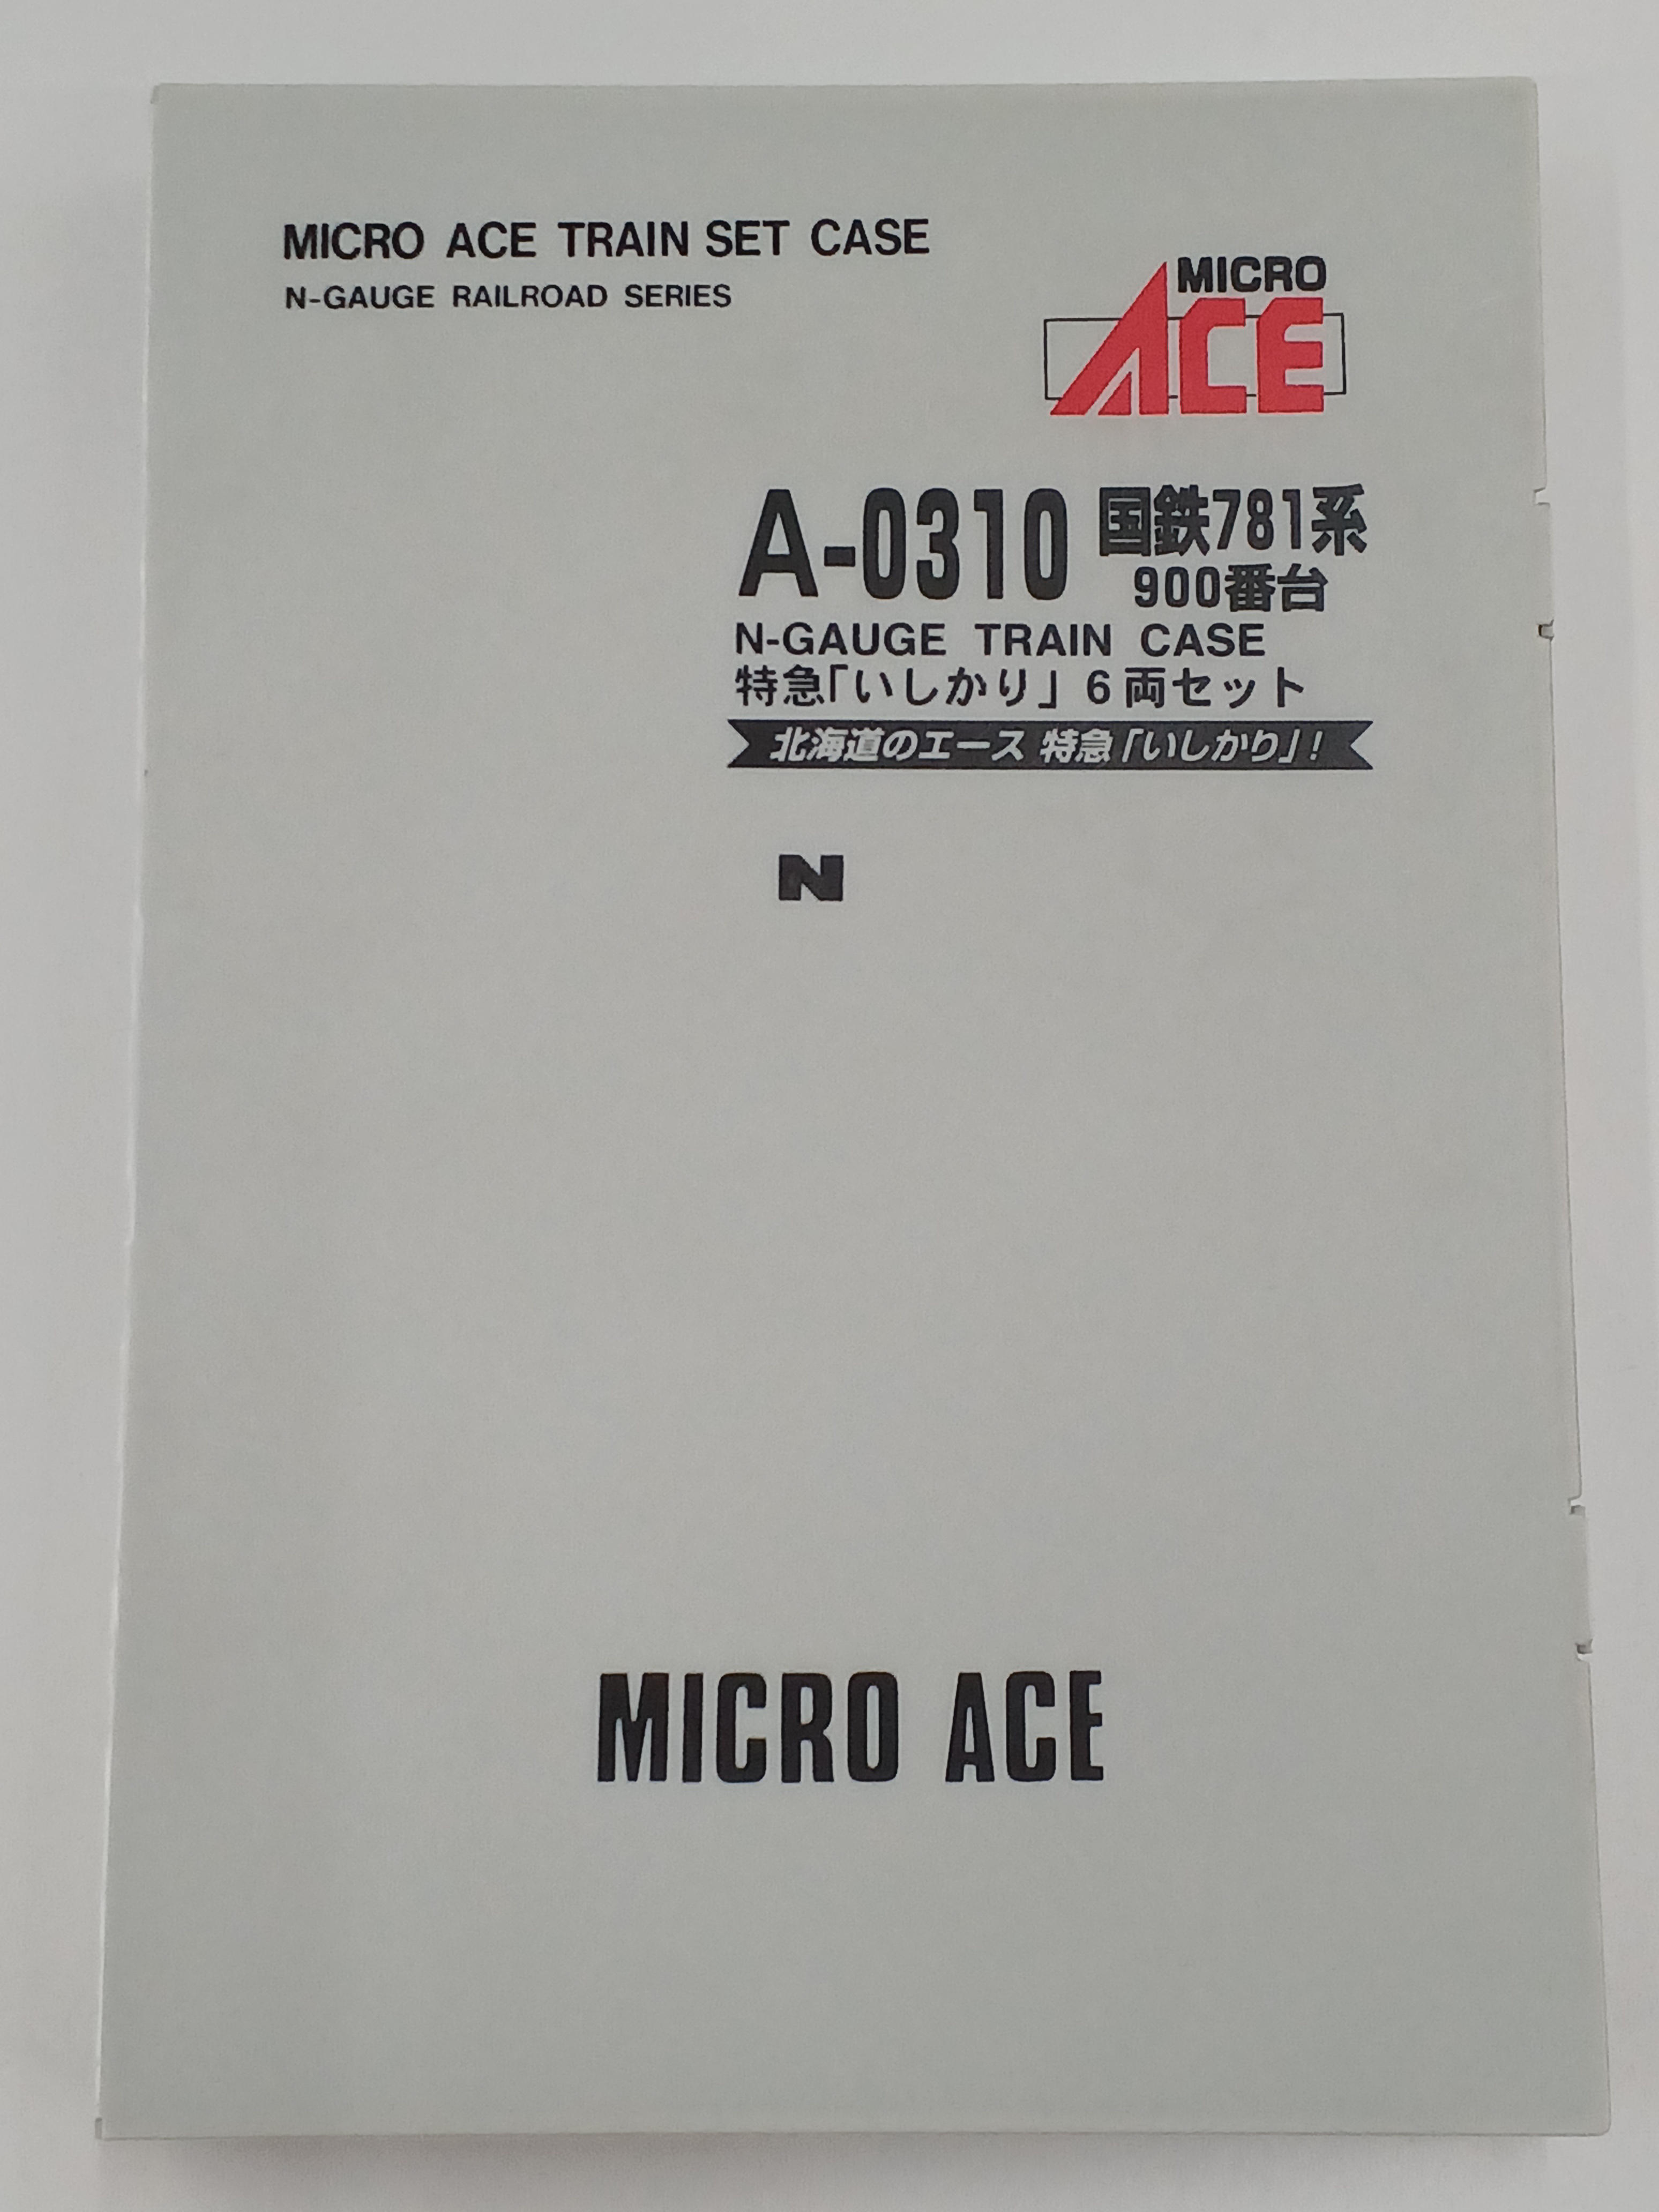 MICRO ACE TRAIN SET CASE
N-GAUGE RAILROAD SERIES
MICRO
ACE
A-0310 国鉄781系
900番台
N-GAUGE TRAIN CASE
特急「いしかり」6両セット
北海道のエース 特急「いしかり」!
N
MICRO ACE